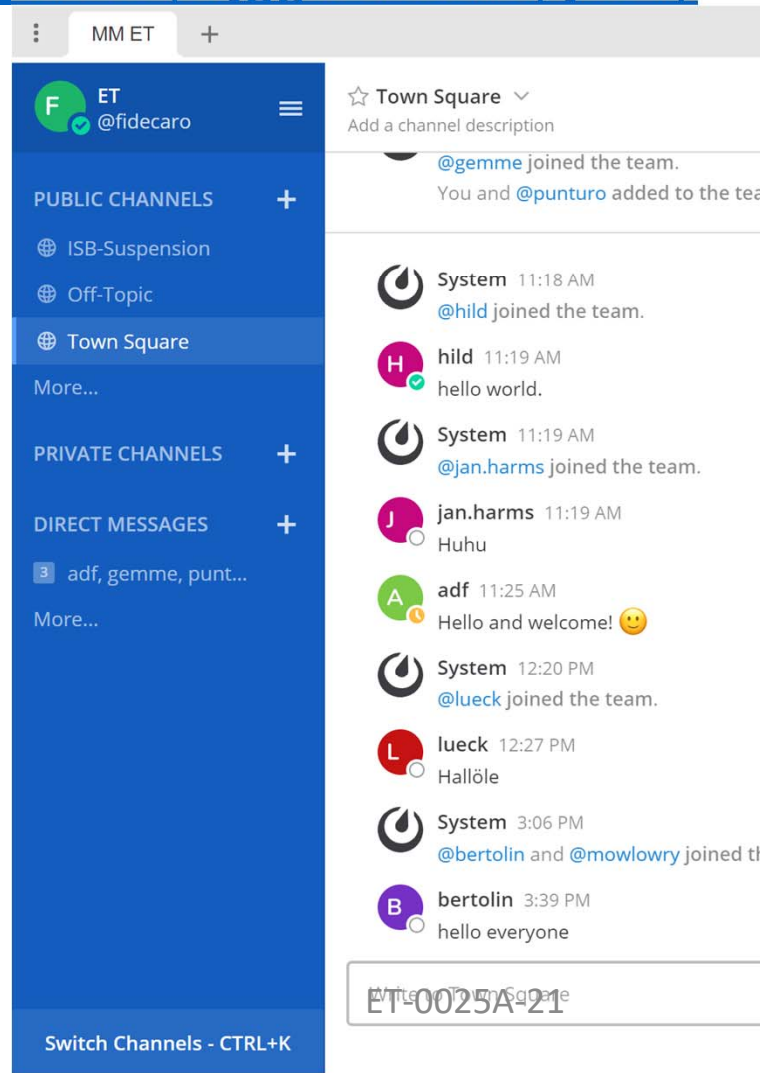 MM ET +
F ET
@fidecaro
PUBLIC CHANNELS +
ISB-Suspension
Off-Topic
Town Square
More...
PRIVATE CHANNELS +
DIRECT MESSAGES +
3 adf, gemme, punt...
More...
Switch Channels - CTRL+K
Town Square
Add a channel description
@gemme joined the team.
You and @punturo added to the tea
System 11:18 AM
@hild joined the team.
H hild 11:19 AM
hello world.
System 11:19 AM
@jan.harms joined the team.
J jan.harms 11:19 AM
Huhu
A adf 11:25 AM
Hello and welcome! 🙂
System 12:20 PM
@lueck joined the team.
L lueck 12:27 PM
Hallöle
System 3:06 PM
@bertolin and @mowlowry joined th
B bertolin 3:39 PM
hello everyone
Write to Town Square
ET-0025A-21